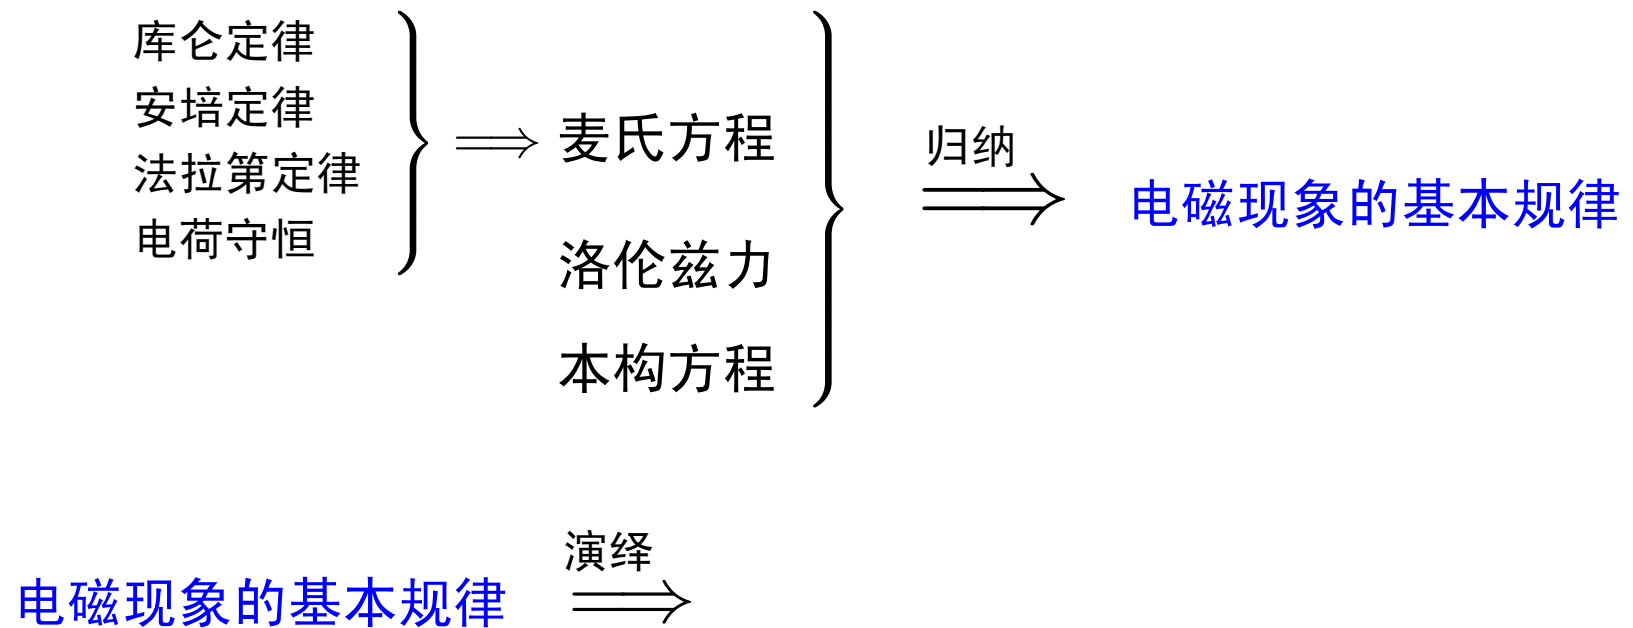 库仑定律
安培定律
法拉第定律
电荷守恒
⟹ 麦氏方程
洛伦兹力
本构方程
归纳
⟹ 电磁现象的基本规律
演绎
电磁现象的基本规律 ⟹